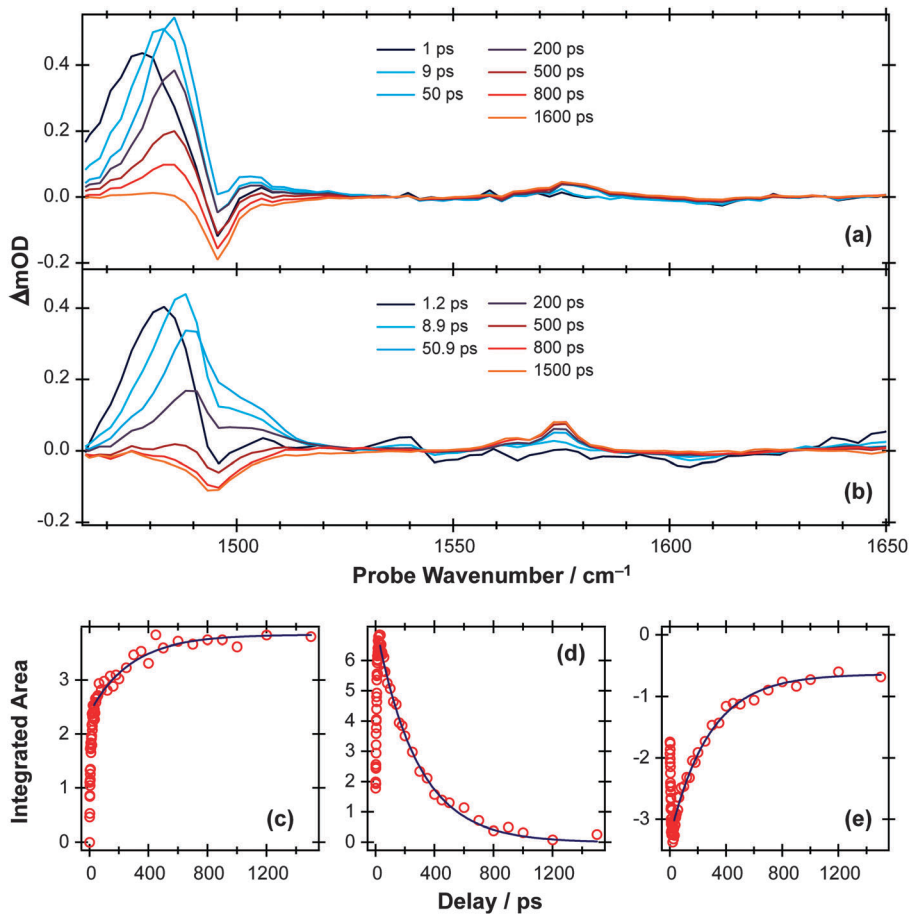 0.4
0.2
0.0
-0.2
1 ps
9 ps
50 ps
200 ps
500 ps
800 ps
1600 ps
(a)
ΔmOD
0.4
0.2
0.0
-0.2
1.2 ps
8.9 ps
50.9 ps
200 ps
500 ps
800 ps
1500 ps
(b)
1500 1550 1600 1650
Probe Wavenumber / cm⁻¹
Integrated Area
3
2
1
0
(c)
0 400 800 1200
6
5
4
3
2
1
0
(d)
0 400 800 1200
-0
-1
-2
-3
(e)
0 400 800 1200
Delay / ps